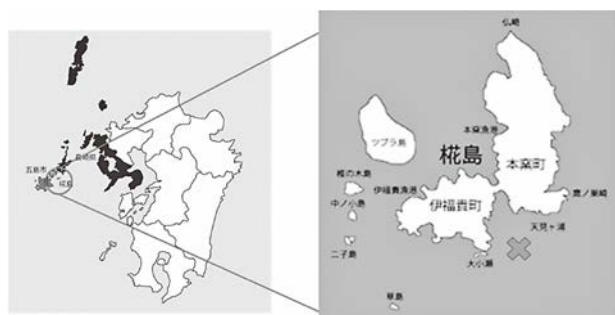 長崎県
五島市
椛島
仏崎
ツブラ島
本窯漁港
椛島
本窯町
椎の木島
伊福貴漁港
鷹ノ巣崎
中ノ小島
伊福貴町
天見ヶ浦
二子島
大小瀬
草島